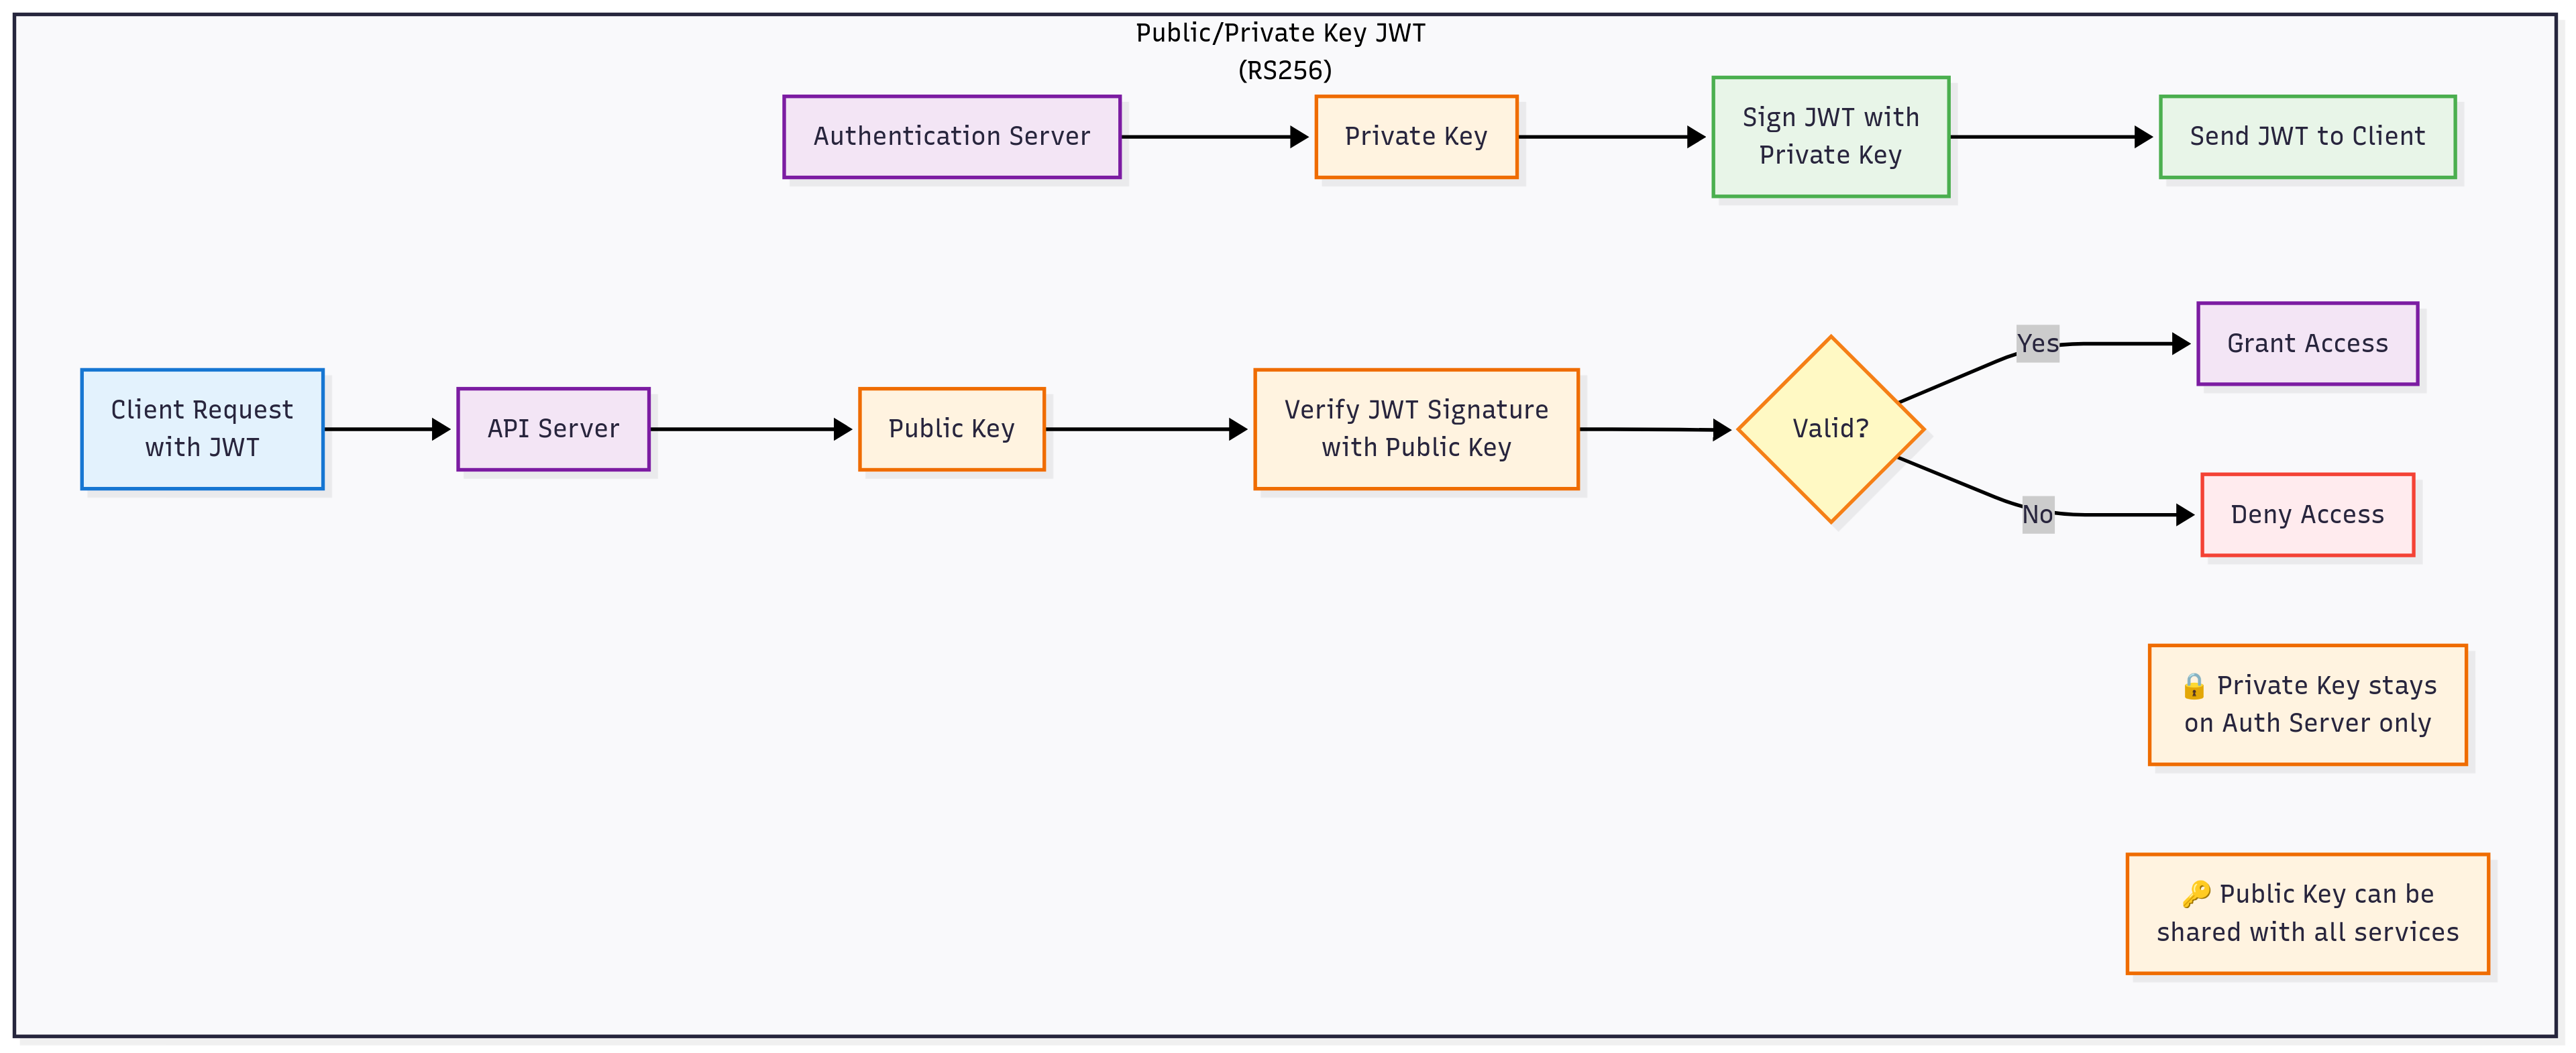 Public/Private Key JWT
(RS256)
Authentication Server
Private Key
Sign JWT with
Private Key
Send JWT to Client
Client Request
with JWT
API Server
Public Key
Verify JWT Signature
with Public Key
Valid?
Yes
Grant Access
No
Deny Access
🔒 Private Key stays
on Auth Server only
🔑 Public Key can be
shared with all services